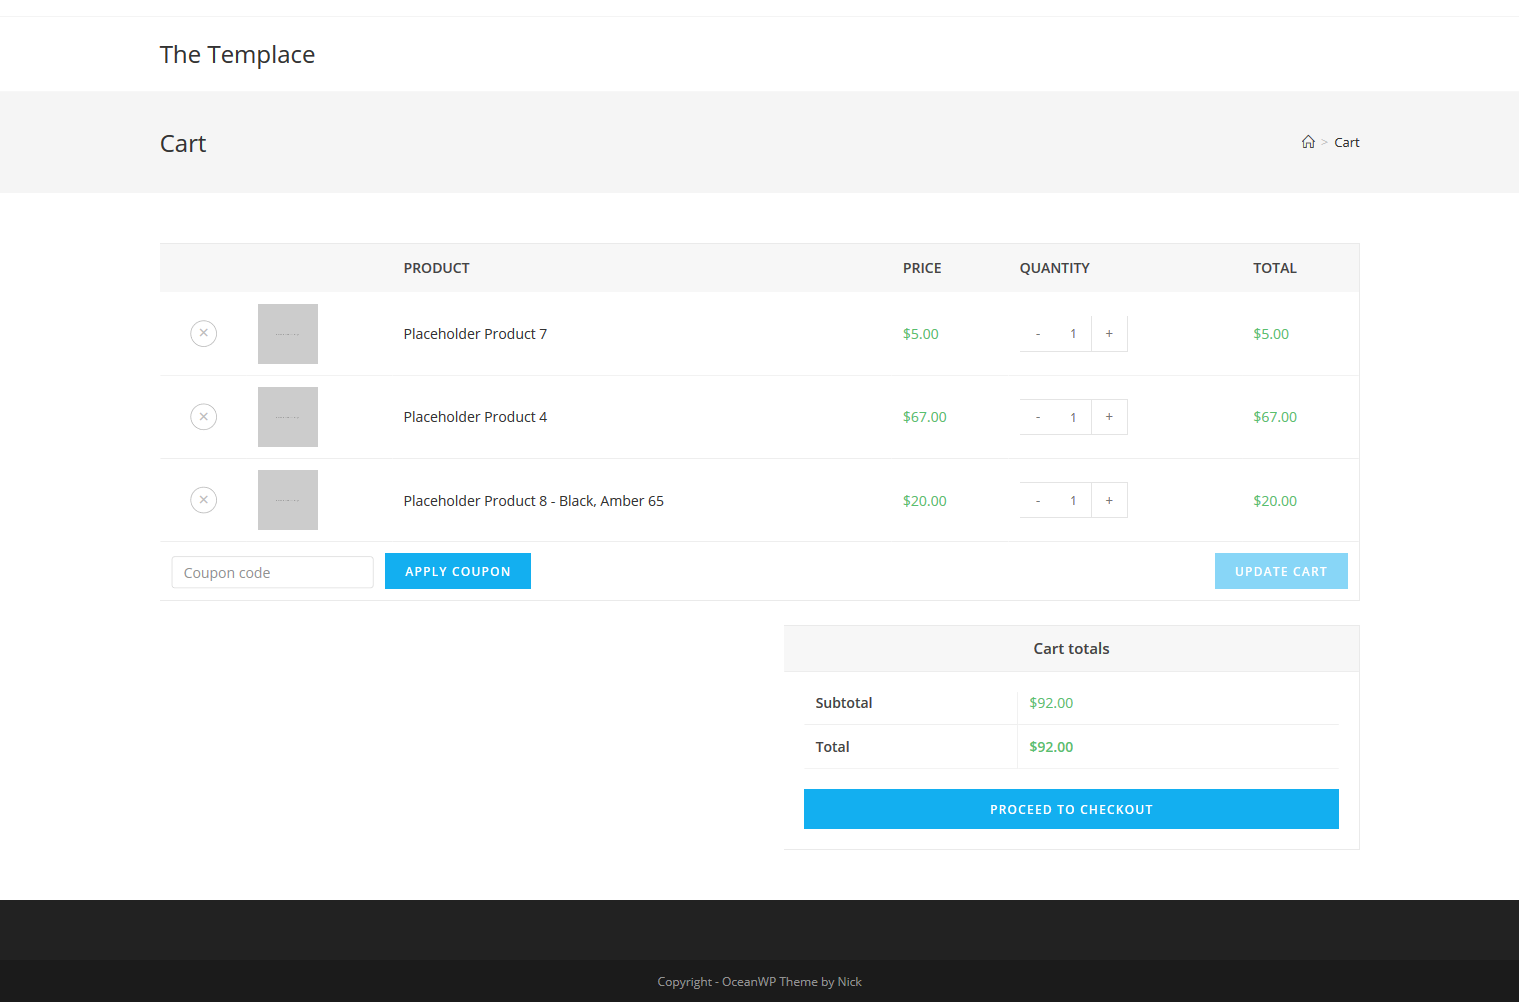 The Templace
Cart
> Cart
PRODUCT PRICE QUANTITY TOTAL
× Placeholder Product 7 $5.00 - 1 + $5.00
× Placeholder Product 4 $67.00 - 1 + $67.00
× Placeholder Product 8 - Black, Amber 65 $20.00 - 1 + $20.00
Coupon code APPLY COUPON UPDATE CART
Cart totals
Subtotal $92.00
Total $92.00
PROCEED TO CHECKOUT
Copyright - OceanWP Theme by Nick